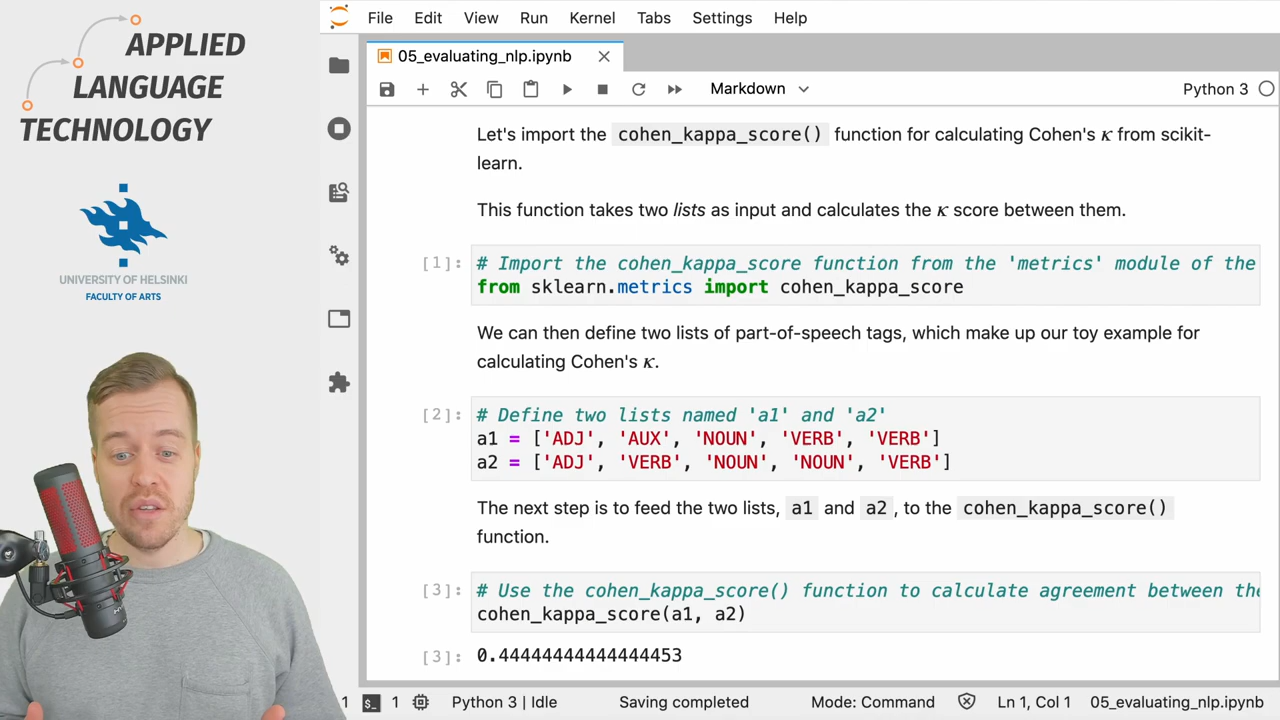 APPLIED
LANGUAGE
TECHNOLOGY
UNIVERSITY OF HELSINKI
FACULTY OF ARTS
File Edit View Run Kernel Tabs Settings Help
05_evaluating_nlp.ipynb
Markdown
Python 3
Let's import the cohen_kappa_score() function for calculating Cohen's κ from scikit-
learn.
This function takes two lists as input and calculates the κ score between them.
[1]: # Import the cohen_kappa_score function from the 'metrics' module of the
from sklearn.metrics import cohen_kappa_score
We can then define two lists of part-of-speech tags, which make up our toy example for
calculating Cohen's κ.
[2]: # Define two lists named 'a1' and 'a2'
a1 = ['ADJ', 'AUX', 'NOUN', 'VERB', 'VERB']
a2 = ['ADJ', 'VERB', 'NOUN', 'NOUN', 'VERB']
The next step is to feed the two lists, a1 and a2, to the cohen_kappa_score()
function.
[3]: # Use the cohen_kappa_score() function to calculate agreement between the
cohen_kappa_score(a1, a2)
[3]: 0.44444444444444453
1 1 Python 3 | Idle Saving completed Mode: Command Ln 1, Col 1 05_evaluating_nlp.ipynb